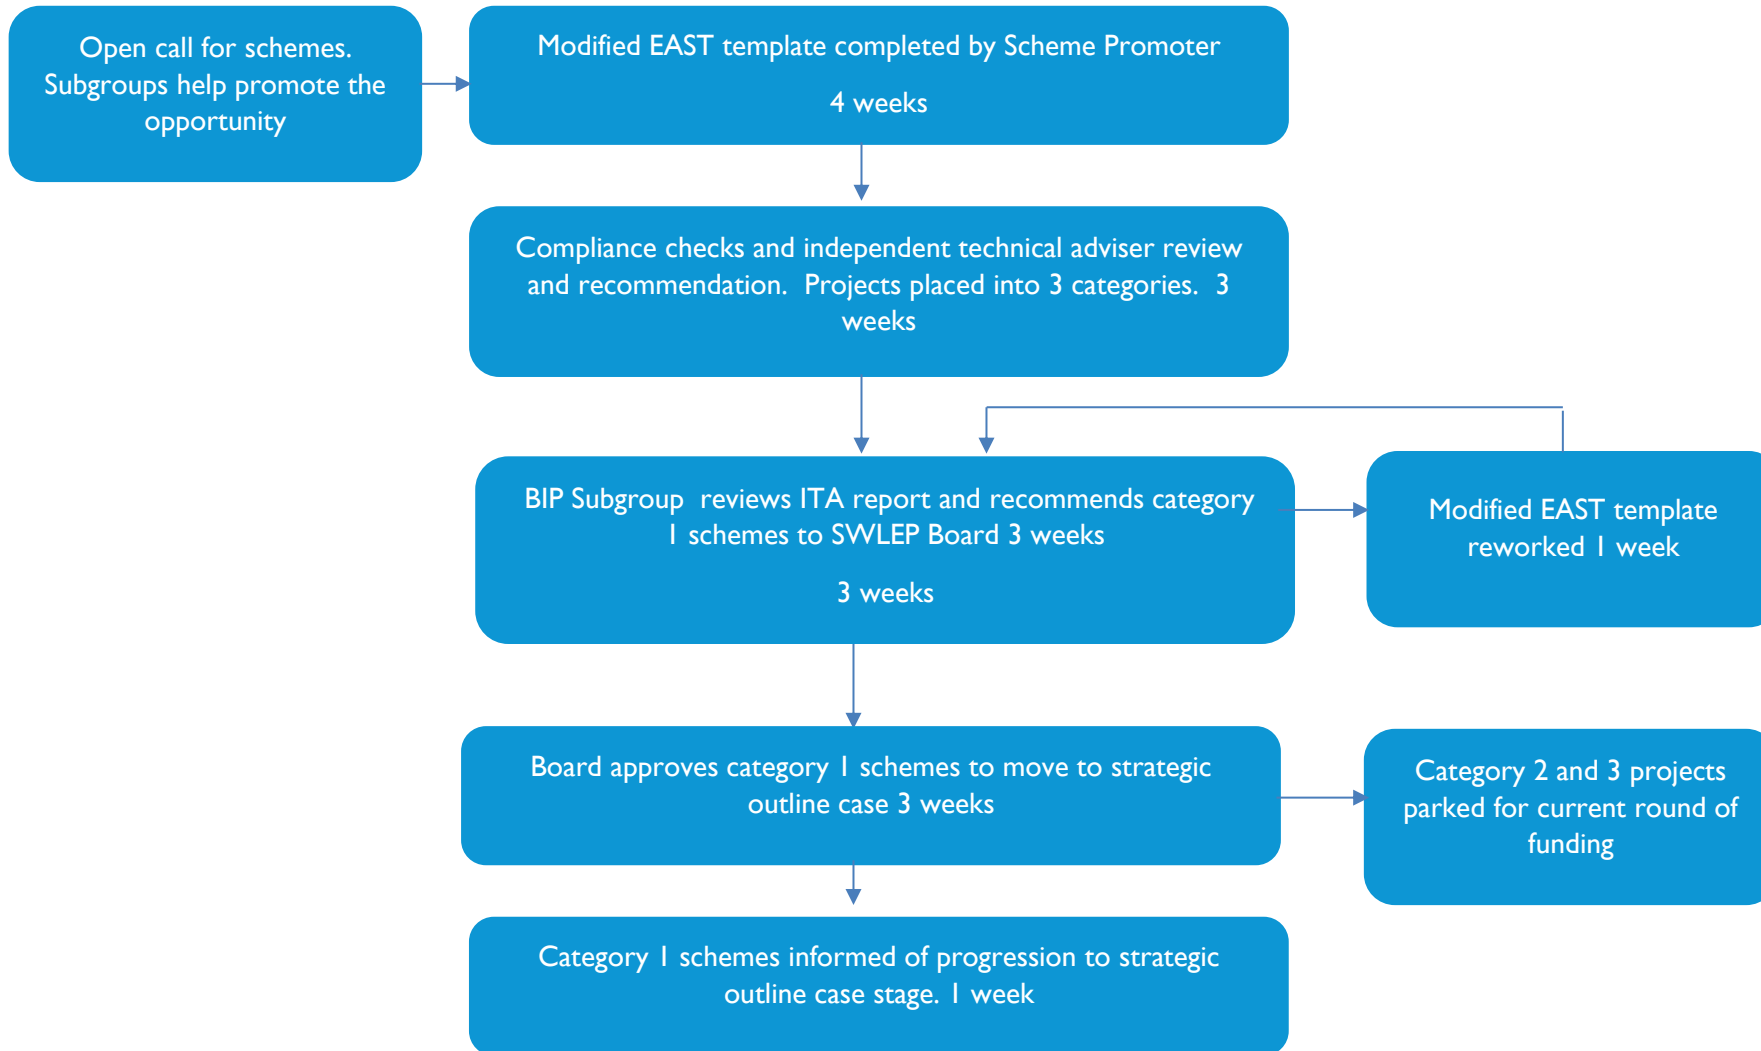 Open call for schemes.
Subgroups help promote the
opportunity
Modified EAST template completed by Scheme Promoter
4 weeks
Compliance checks and independent technical adviser review
and recommendation.  Projects placed into 3 categories.  3
weeks
BIP Subgroup  reviews ITA report and recommends category
1 schemes to SWLEP Board 3 weeks
3 weeks
Modified EAST template
reworked 1 week
Board approves category 1 schemes to move to strategic
outline case 3 weeks
Category 2 and 3 projects
parked for current round of
funding
Category 1 schemes informed of progression to strategic
outline case stage. 1 week